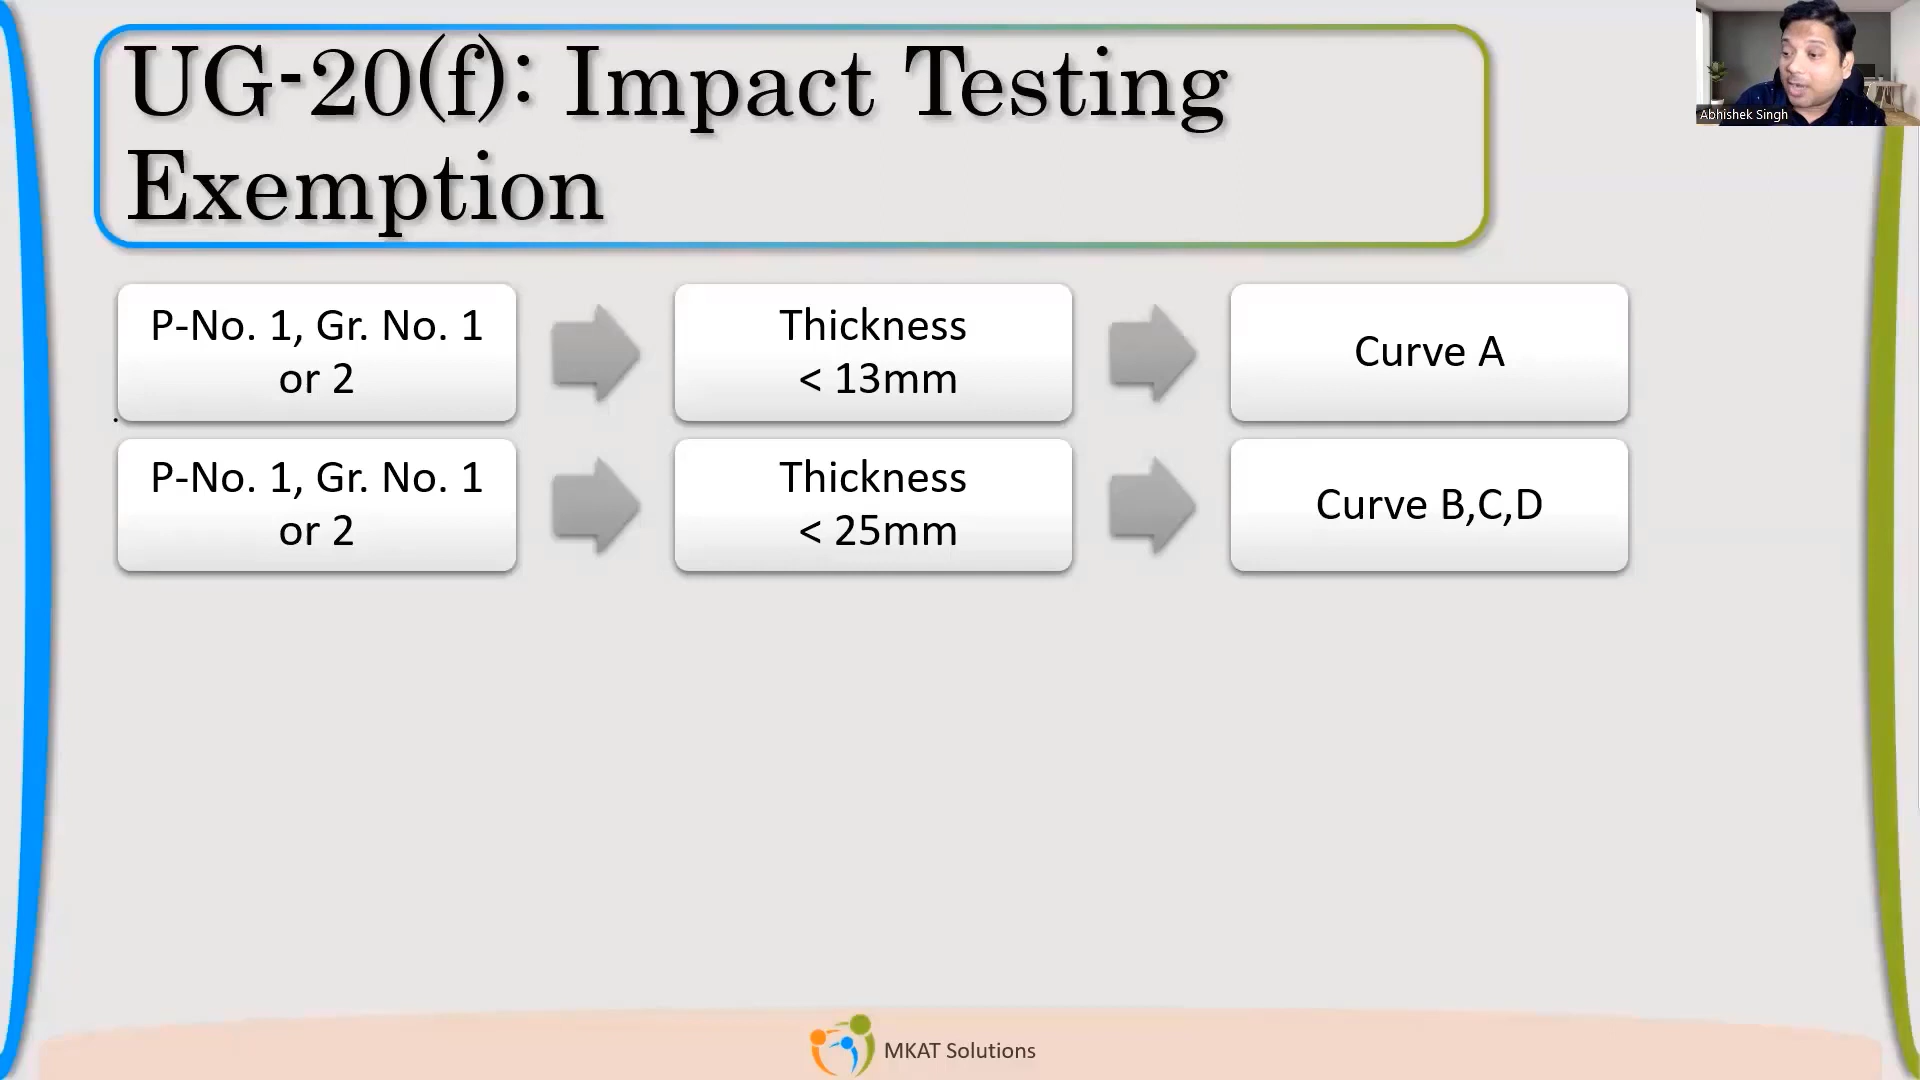 UG-20(f): Impact Testing
Exemption
Abhishek Singh
P-No. 1, Gr. No. 1
or 2
Thickness
< 13mm
Curve A
P-No. 1, Gr. No. 1
or 2
Thickness
< 25mm
Curve B,C,D
MKAT Solutions